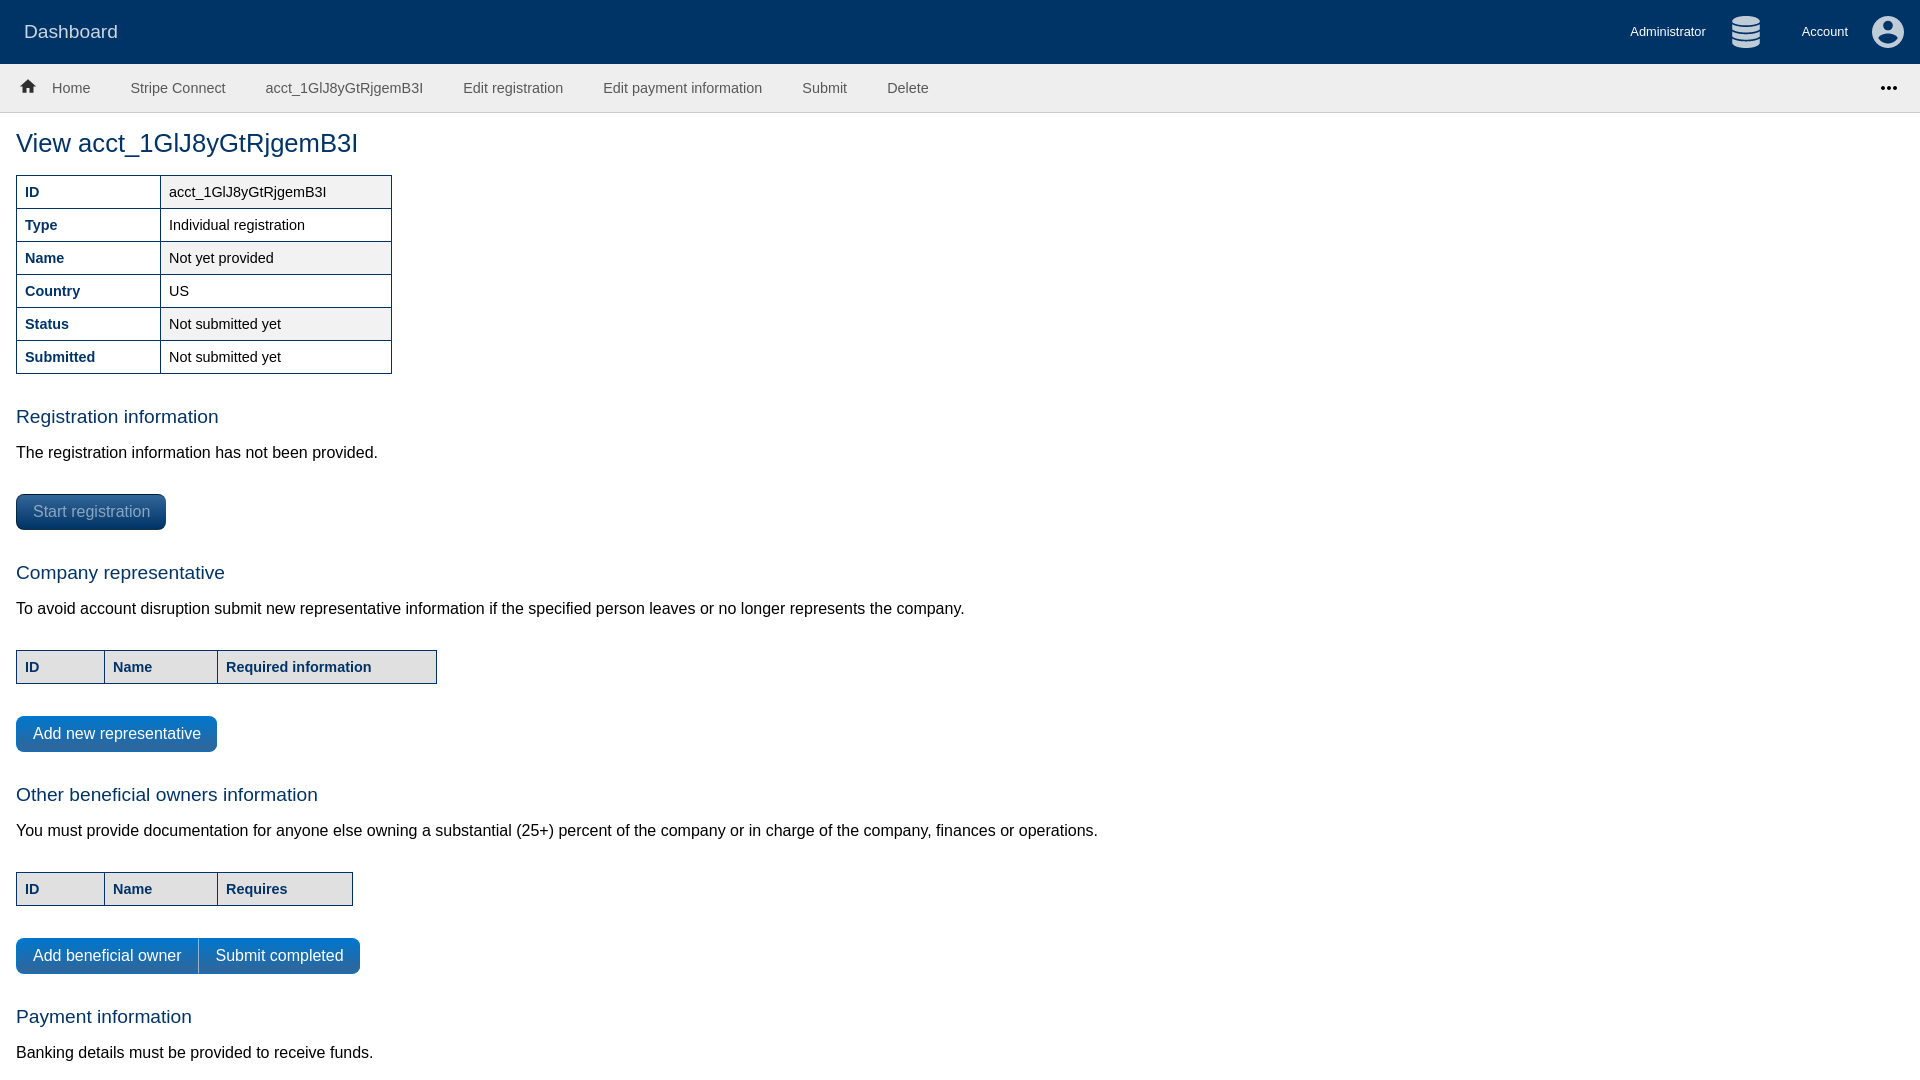 Dashboard
Administrator
Account
Home
Stripe Connect
acct_1GlJ8yGtRjgemB3I
Edit registration
Edit payment information
Submit
Delete
View acct_1GlJ8yGtRjgemB3I
ID acct_1GlJ8yGtRjgemB3I
Type Individual registration
Name Not yet provided
Country US
Status Not submitted yet
Submitted Not submitted yet
Registration information
The registration information has not been provided.
Start registration
Company representative
To avoid account disruption submit new representative information if the specified person leaves or no longer represents the company.
ID Name Required information
Add new representative
Other beneficial owners information
You must provide documentation for anyone else owning a substantial (25+) percent of the company or in charge of the company, finances or operations.
ID Name Requires
Add beneficial owner Submit completed
Payment information
Banking details must be provided to receive funds.